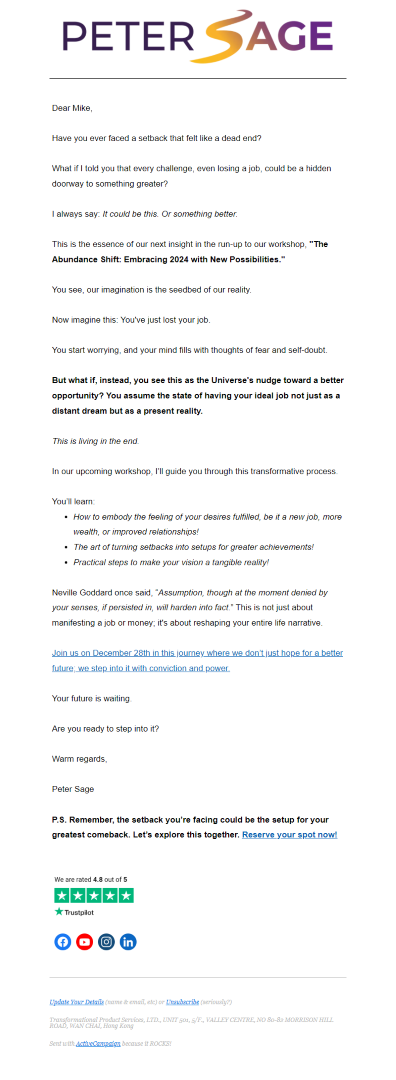 PETER SAGE
Dear Mike,
Have you ever faced a setback that felt like a dead end?
What if I told you that every challenge, even losing a job, could be a hidden
doorway to something greater?
I always say: It could be this. Or something better.
This is the essence of our next insight in the run-up to our workshop, "The
Abundance Shift: Embracing 2024 with New Possibilities."
You see, our imagination is the seedbed of our reality.
Now imagine this: You've just lost your job.
You start worrying, and your mind fills with thoughts of fear and self-doubt.
But what if, instead, you see this as the Universe's nudge toward a better
opportunity? You assume the state of having your ideal job not just as a
distant dream but as a present reality.
This is living in the end.
In our upcoming workshop, I'll guide you through this transformative process.
You'll learn:
• How to embody the feeling of your desires fulfilled, be it a new job, more
wealth, or improved relationships!
• The art of turning setbacks into setups for greater achievements!
• Practical steps to make your vision a tangible reality!
Neville Goddard once said, "Assumption, though at the moment denied by
your senses, if persisted in, will harden into fact." This is not just about
manifesting a job or money; it's about reshaping your entire life narrative.
Join us on December 28th in this journey where we don't just hope for a better
future; we step into it with conviction and power.
Your future is waiting.
Are you ready to step into it?
Warm regards,
Peter Sage
P.S. Remember, the setback you're facing could be the setup for your
greatest comeback. Let's explore this together. Reserve your spot now!
We are rated 4.8 out of 5
Trustpilot
Update Your Details (name & email, etc) or Unsubscribe (seriously?)
Transformational Product Services, LTD., UNIT 501, 5/F., VALLEY CENTRE, NO 80-82 MORRISON HILL
ROAD, WAN CHAI, Hong Kong
Sent with ActiveCampaign because it ROCKS!